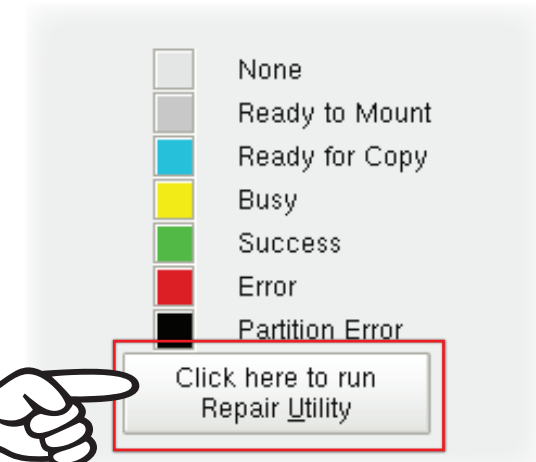 None
Ready to Mount
Ready for Copy
Busy
Success
Error
Partition Error
Click here to run
Repair Utility